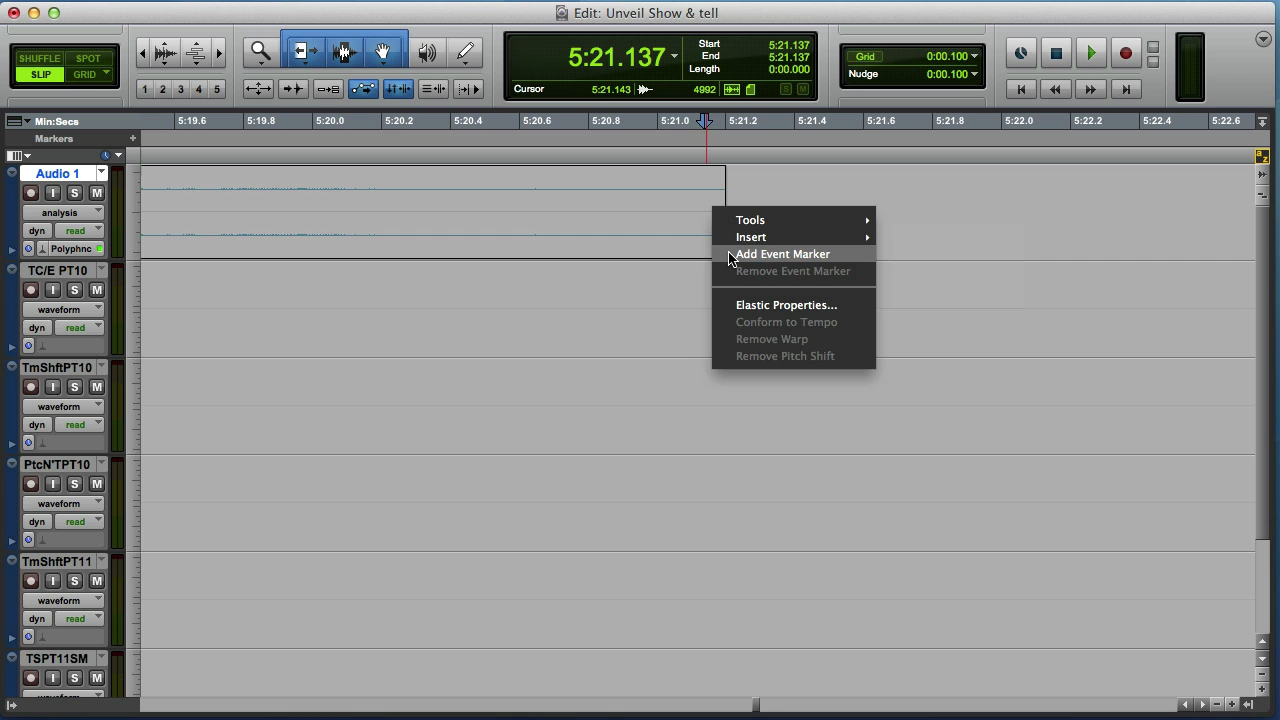 Edit: Unveil Show & tell
SHUFFLE SPOT
SLIP GRID
1 2 3 4 5
5:21.137
Start 5:21.137
End 5:21.137
Length 0:00.000
Cursor 5:21.143 4992 S M
Grid 0:00.100
Nudge 0:00.100
Min:Secs 5:19.6 5:19.8 5:20.0 5:20.2 5:20.4 5:20.6 5:20.8 5:21.0 5:21.2 5:21.4 5:21.6 5:21.8 5:22.0 5:22.2 5:22.4 5:22.6
Markers +
a z
Audio 1
I S M
analysis
dyn read
Polyphnc
TC/E PT10
I S M
waveform
dyn read
TmShftPT10
I S M
waveform
dyn read
PtcN'TPT10
I S M
waveform
dyn read
TmShftPT11
I S M
waveform
dyn read
TSPT11SM
I S M
waveform
Tools
Insert
Add Event Marker
Remove Event Marker
Elastic Properties...
Conform to Tempo
Remove Warp
Remove Pitch Shift